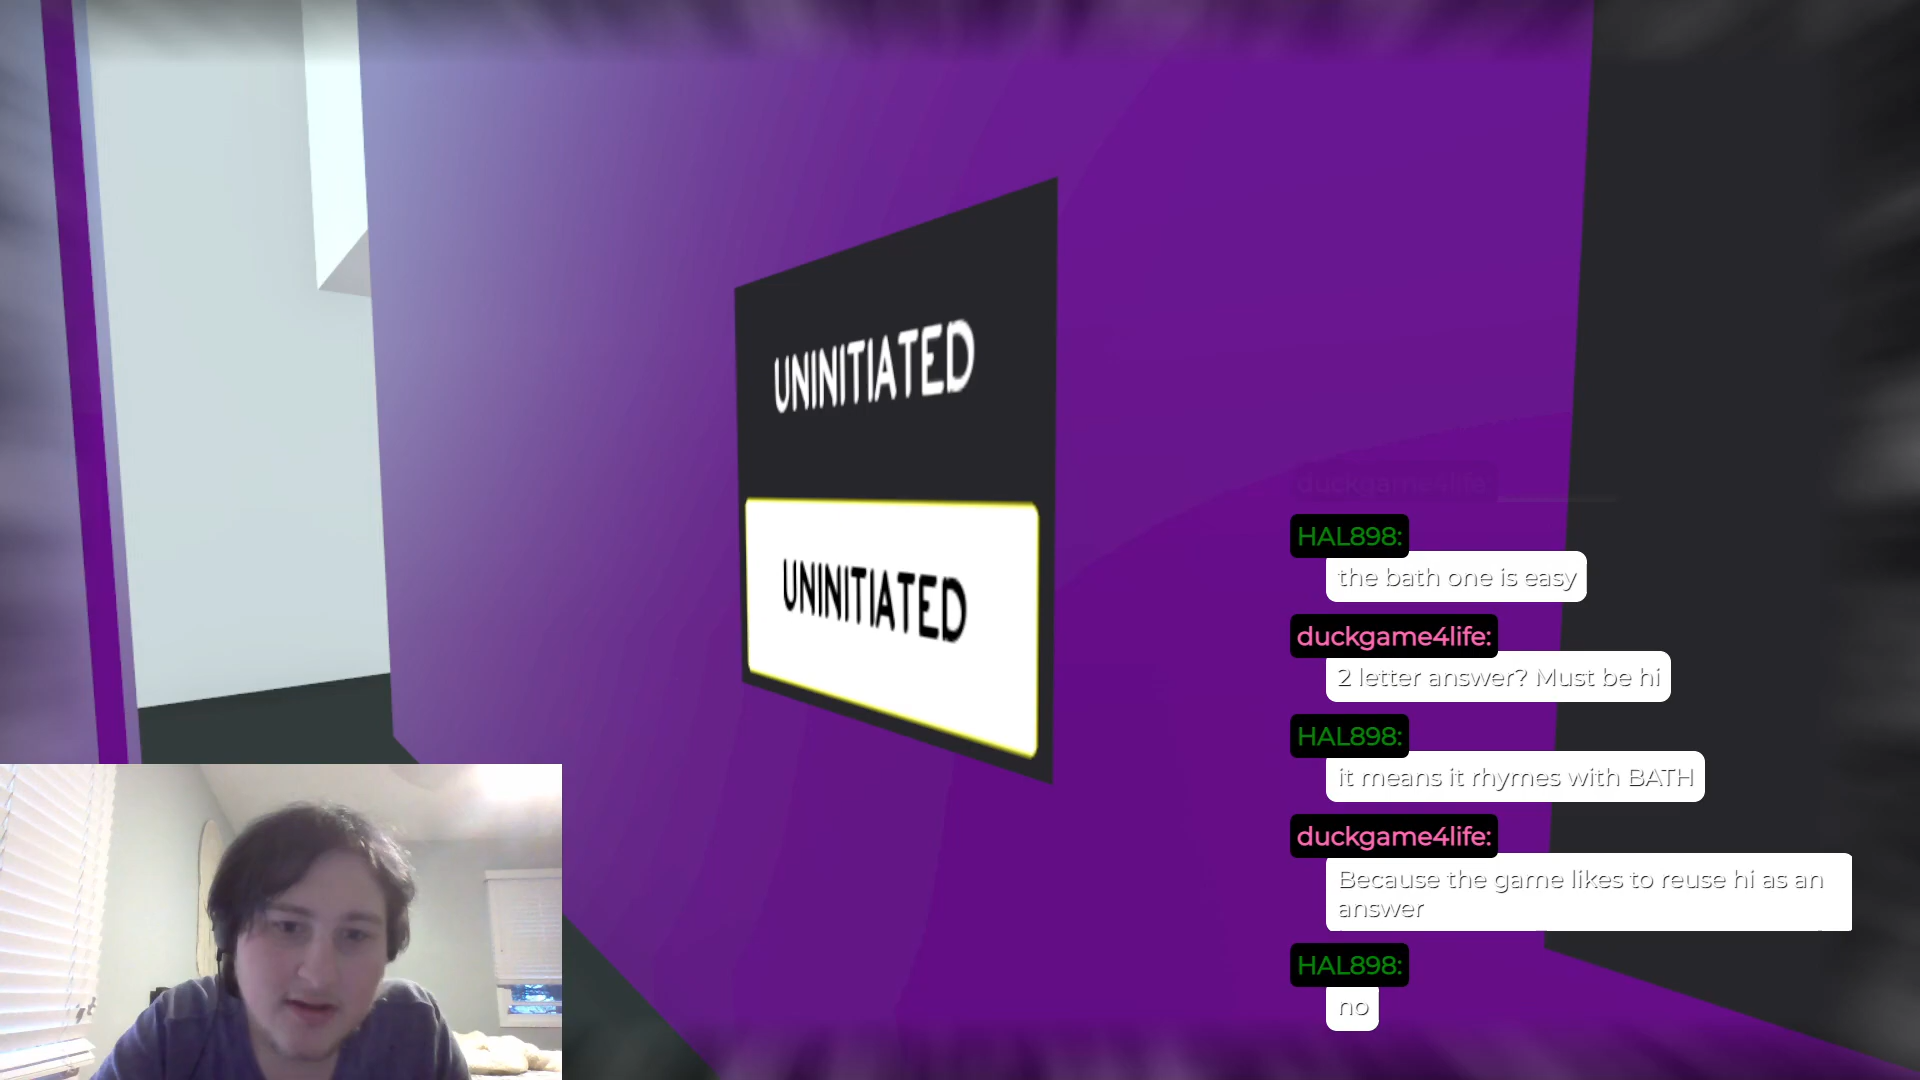 UNINITIATED
UNINITIATED
duckgame4life:
HAL898:
the bath one is easy
duckgame4life:
2 letter answer? Must be hi
HAL898:
it means it rhymes with BATH
duckgame4life:
Because the game likes to reuse hi as an
answer
HAL898:
no